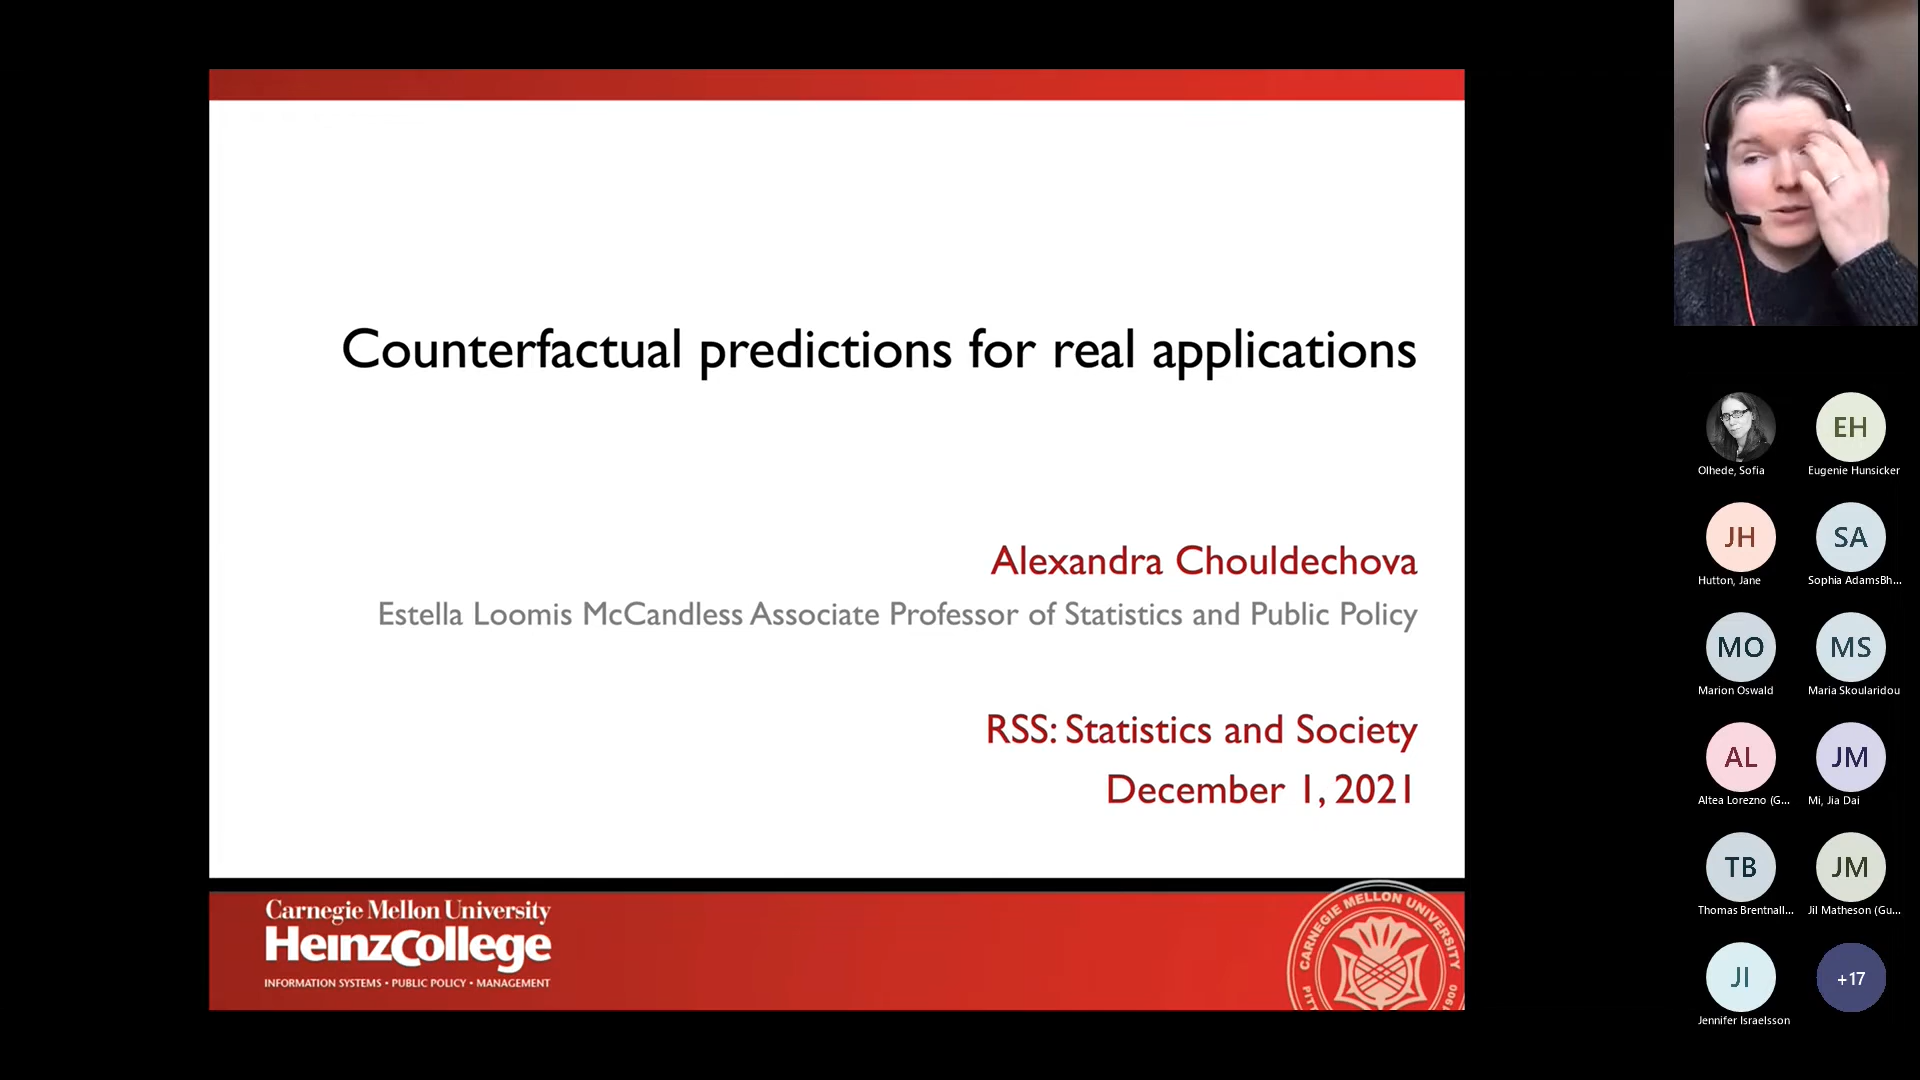 Counterfactual predictions for real applications
Alexandra Chouldechova
Estella Loomis McCandless Associate Professor of Statistics and Public Policy
RSS: Statistics and Society
December 1, 2021
Carnegie Mellon University
HeinzCollege
INFORMATION SYSTEMS • PUBLIC POLICY • MANAGEMENT
CARNEGIE MELLON UNIVERSITY
1900
Olhede, Sofia
EH
Eugenie Hunsicker
JH
Hutton, Jane
SA
Sophia AdamsBh...
MO
Marion Oswald
MS
Maria Skoularidou
AL
Altea Lorezno (G...
JM
Mi, Jia Dai
TB
Thomas Brentnall...
JM
Jil Matheson (Gu...
JI
Jennifer Israelsson
+17